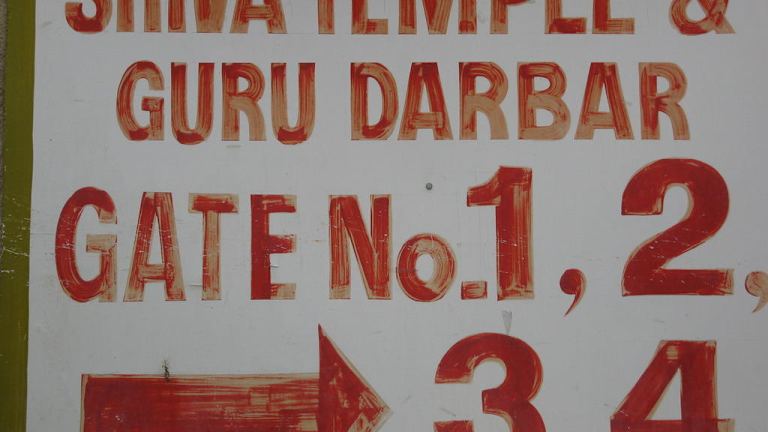 SHIVA TEMPLE &
GURU DARBAR
GATE No.1, 2,
3 4